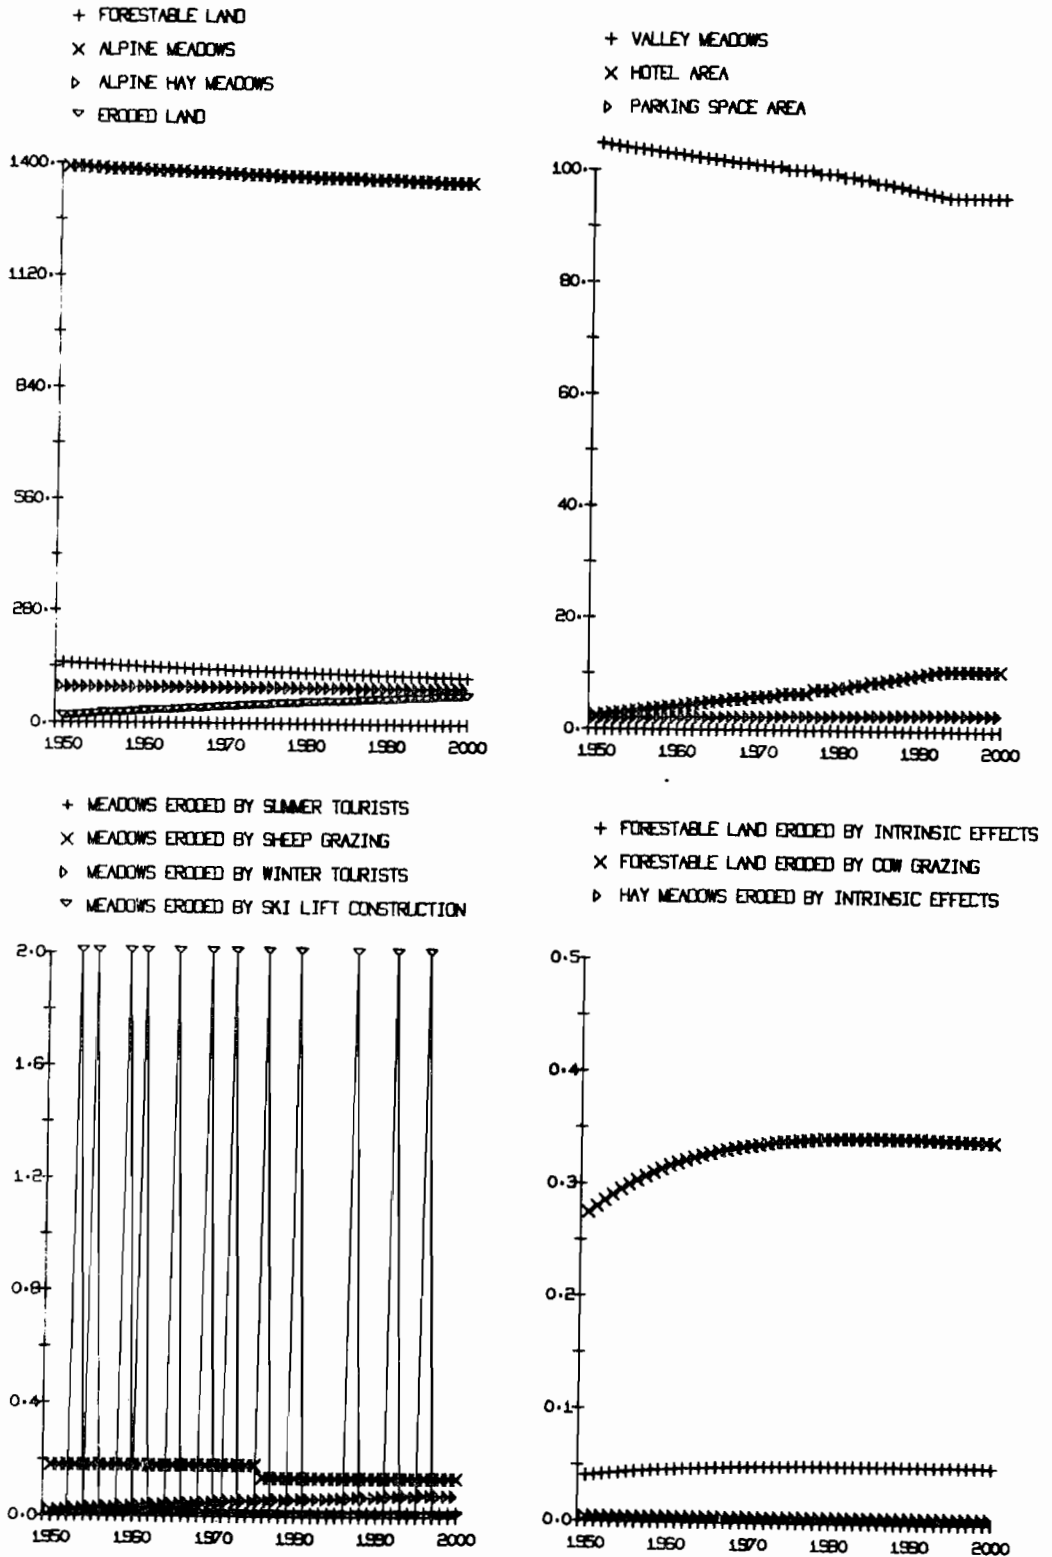 + FORESTABLE LAND
× ALPINE MEADOWS
▷ ALPINE HAY MEADOWS
▽ ERODED LAND
1400.
1120.
840.
560.
280.
0.
1950 1960 1970 1980 1990 2000
+ VALLEY MEADOWS
× HOTEL AREA
▷ PARKING SPACE AREA
100.
80.
60.
40.
20.
0.
1950 1960 1970 1980 1990 2000
+ MEADOWS ERODED BY SUMMER TOURISTS
× MEADOWS ERODED BY SHEEP GRAZING
▷ MEADOWS ERODED BY WINTER TOURISTS
▽ MEADOWS ERODED BY SKI LIFT CONSTRUCTION
2.0
1.6
1.2
0.8
0.4
0.0
1950 1960 1970 1980 1990 2000
+ FORESTABLE LAND ERODED BY INTRINSIC EFFECTS
× FORESTABLE LAND ERODED BY COW GRAZING
▷ HAY MEADOWS ERODED BY INTRINSIC EFFECTS
0.5
0.4
0.3
0.2
0.1
0.0
1950 1960 1970 1980 1990 2000